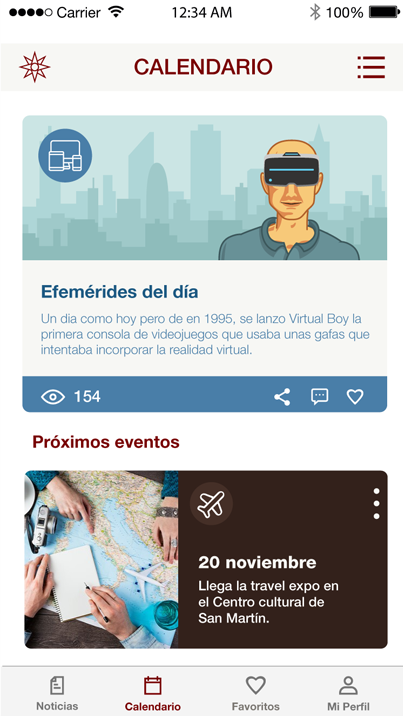 Carrier 12:34 AM 100%
CALENDARIO
Efemérides del día
Un dia como hoy pero de en 1995, se lanzo Virtual Boy la
primera consola de videojuegos que usaba unas gafas que
intentaba incorporar la realidad virtual.
154
Próximos eventos
20 noviembre
Llega la travel expo en
el Centro cultural de
San Martín.
Noticias Calendario Favoritos Mi Perfil